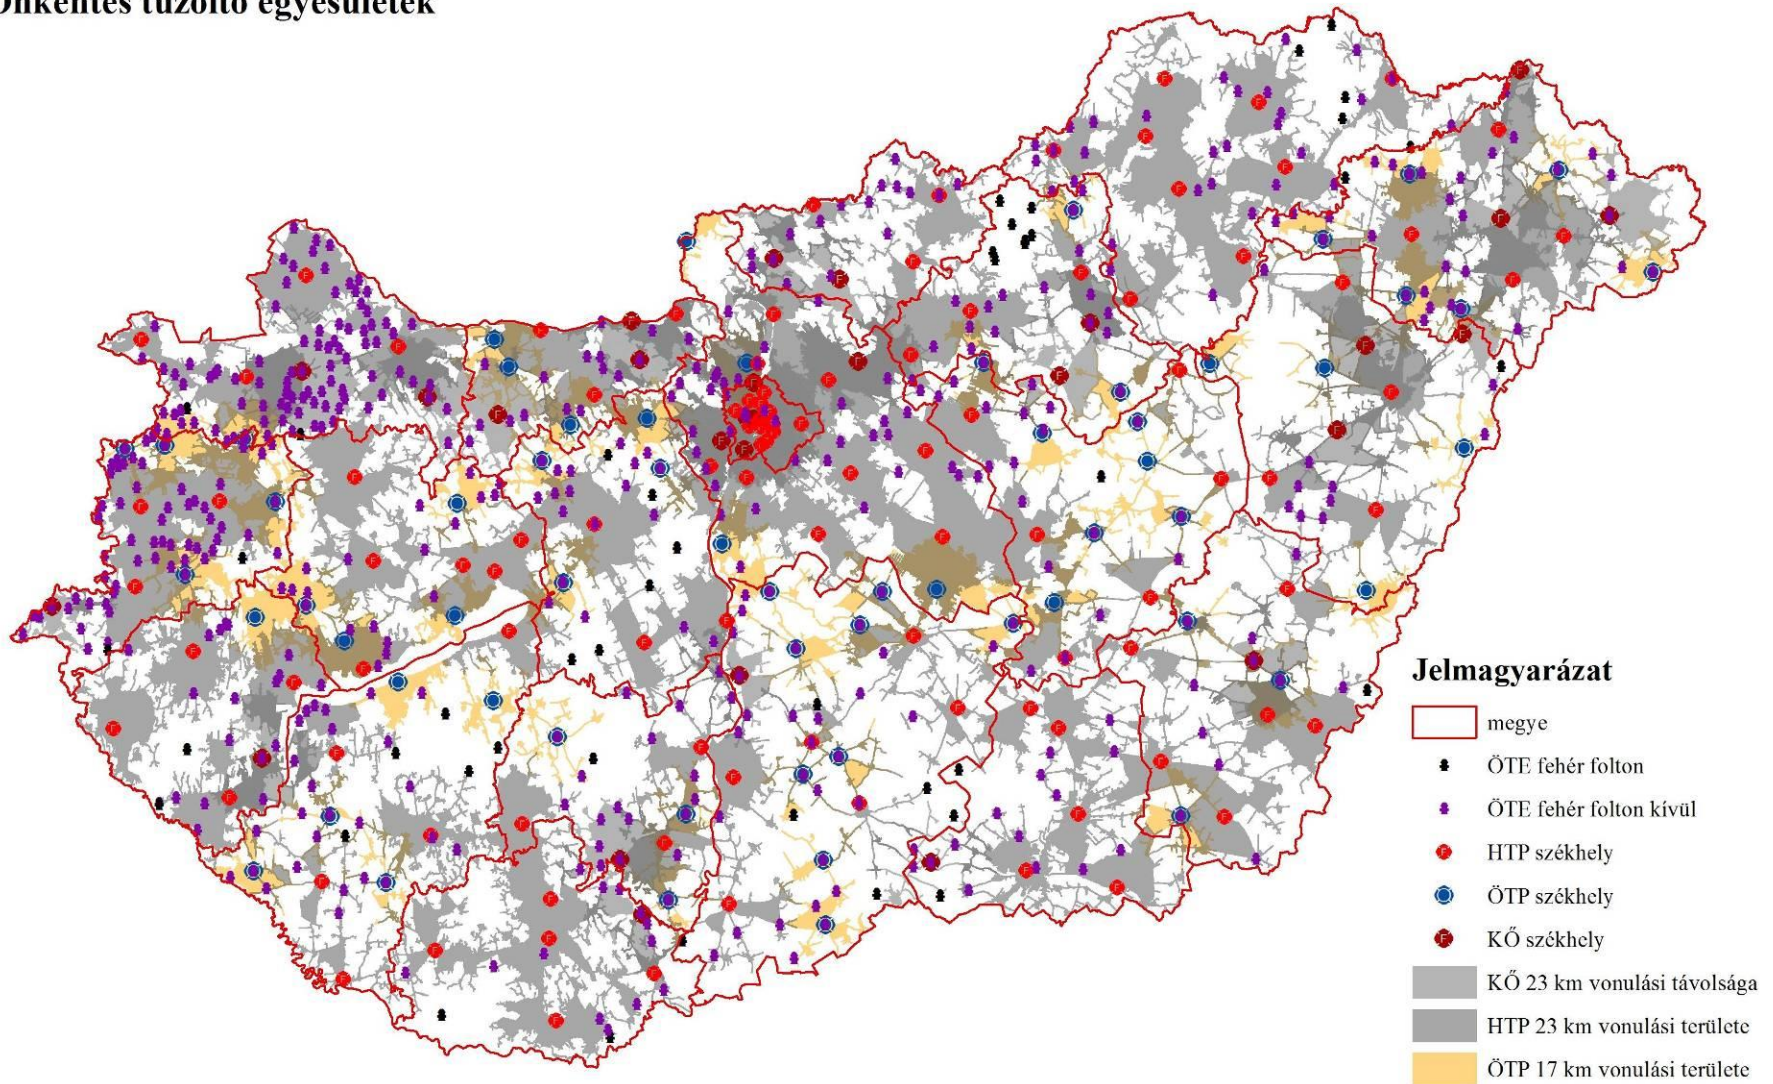 Önkéntes tűzoltó egyesületek
Jelmagyarázat
megye
ÖTE fehér folton
ÖTE fehér folton kívül
HTP székhely
ÖTP székhely
KŐ székhely
KŐ 23 km vonulási távolsága
HTP 23 km vonulási területe
ÖTP 17 km vonulási területe